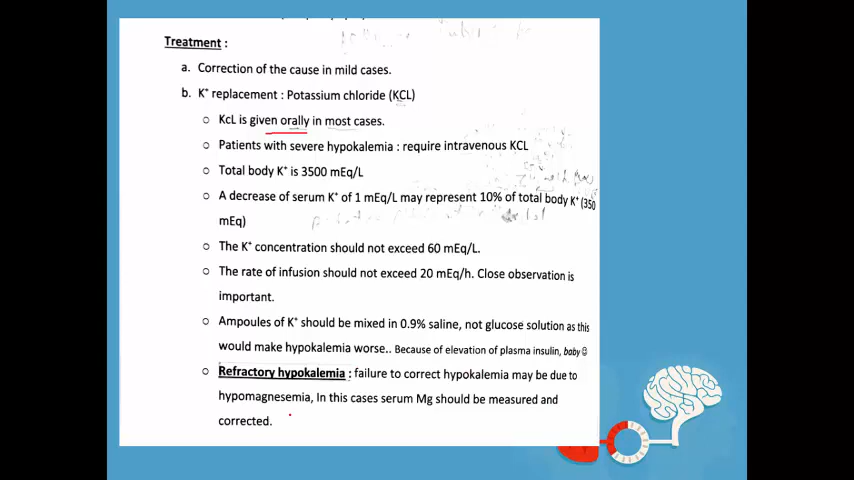 Treatment :
a. Correction of the cause in mild cases.
b. K⁺ replacement : Potassium chloride (KCL)
○ KcL is given orally in most cases.
○ Patients with severe hypokalemia : require intravenous KCL
○ Total body K⁺ is 3500 mEq/L
○ A decrease of serum K⁺ of 1 mEq/L may represent 10% of total body K⁺ (350
mEq)
○ The K⁺ concentration should not exceed 60 mEq/L.
○ The rate of infusion should not exceed 20 mEq/h. Close observation is
important.
○ Ampoules of K⁺ should be mixed in 0.9% saline, not glucose solution as this
would make hypokalemia worse.. Because of elevation of plasma insulin, baby☺
○ Refractory hypokalemia : failure to correct hypokalemia may be due to
hypomagnesemia, In this cases serum Mg should be measured and
corrected.